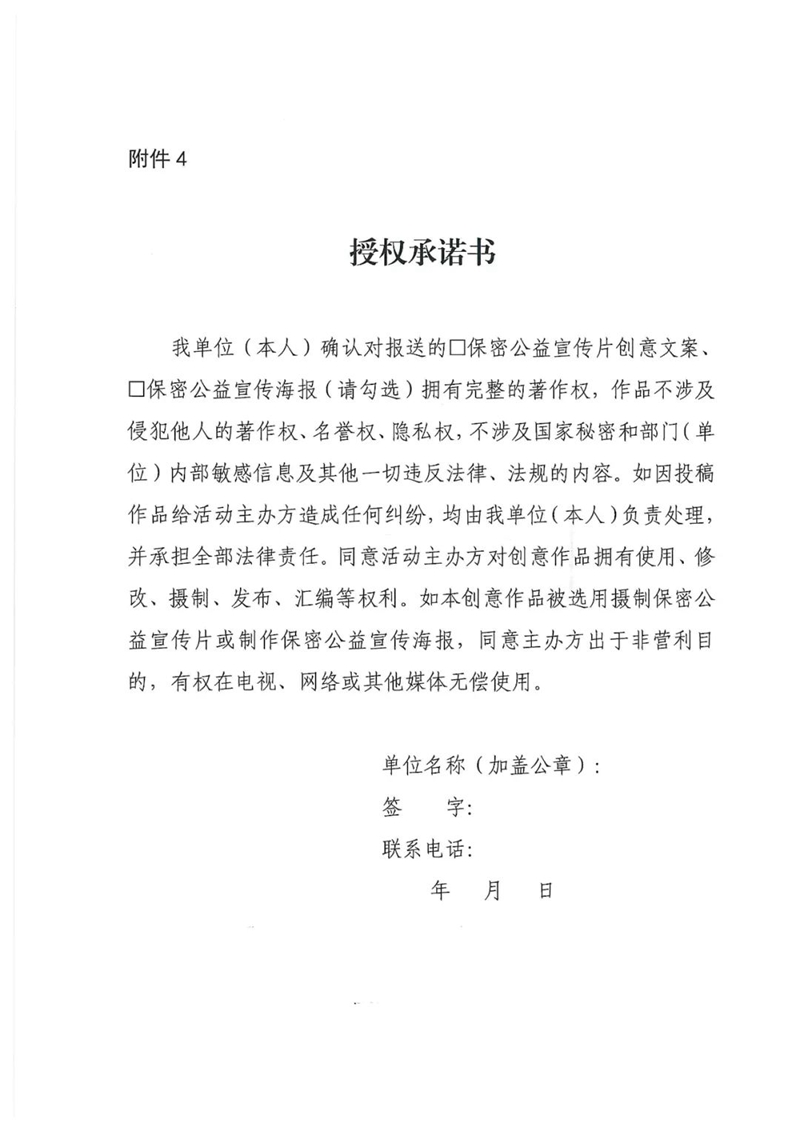 附件 4
授权承诺书
我单位（本人）确认对报送的□保密公益宣传片创意文案、
□保密公益宣传海报（请勾选）拥有完整的著作权，作品不涉及
侵犯他人的著作权、名誉权、隐私权，不涉及国家秘密和部门（单
位）内部敏感信息及其他一切违反法律、法规的内容。如因投稿
作品给活动主办方造成任何纠纷，均由我单位（本人）负责处理，
并承担全部法律责任。同意活动主办方对创意作品拥有使用、修
改、摄制、发布、汇编等权利。如本创意作品被选用摄制保密公
益宣传片或制作保密公益宣传海报，同意主办方出于非营利目
的，有权在电视、网络或其他媒体无偿使用。
单位名称（加盖公章）：
签　　字：
联系电话：
年　月　日